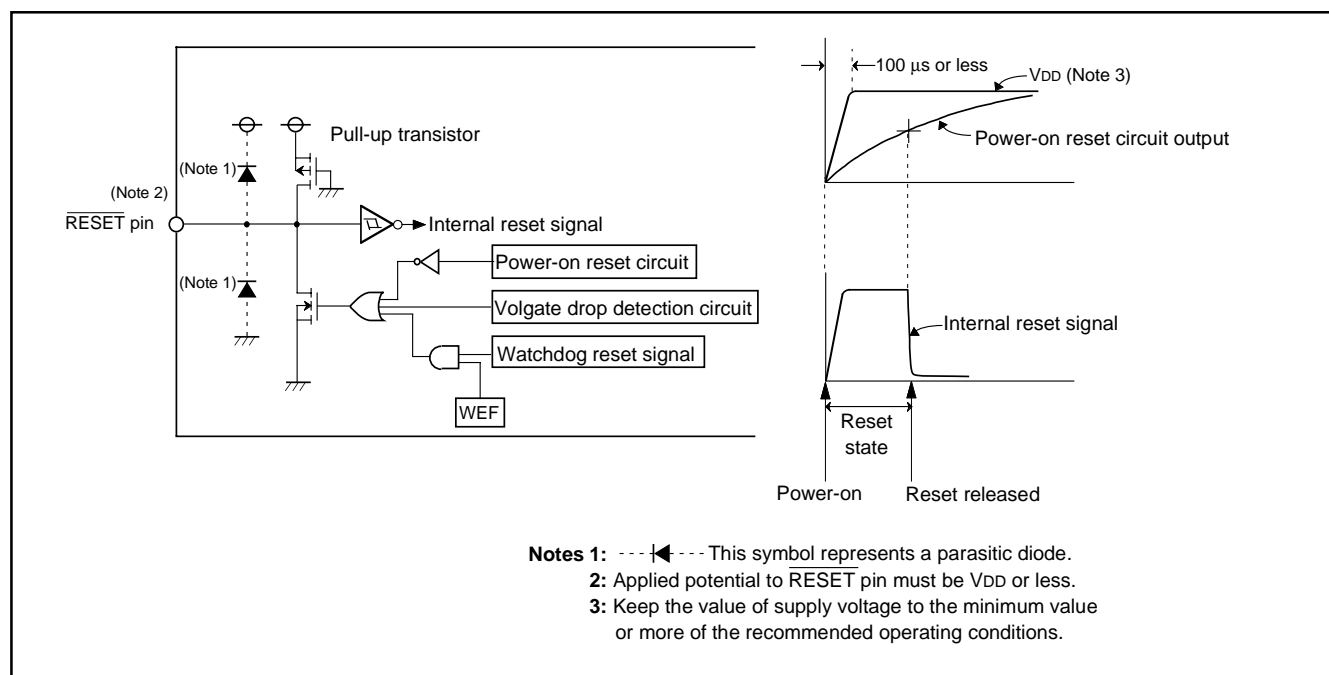 100 µs or less
VDD (Note 3)
Power-on reset circuit output
Pull-up transistor
(Note 1)
(Note 2)
RESET pin
Internal reset signal
Power-on reset circuit
(Note 1)
Volgate drop detection circuit
Watchdog reset signal
WEF
Internal reset signal
Reset
state
Power-on
Reset released
Notes 1: This symbol represents a parasitic diode.
2: Applied potential to RESET pin must be VDD or less.
3: Keep the value of supply voltage to the minimum value
or more of the recommended operating conditions.